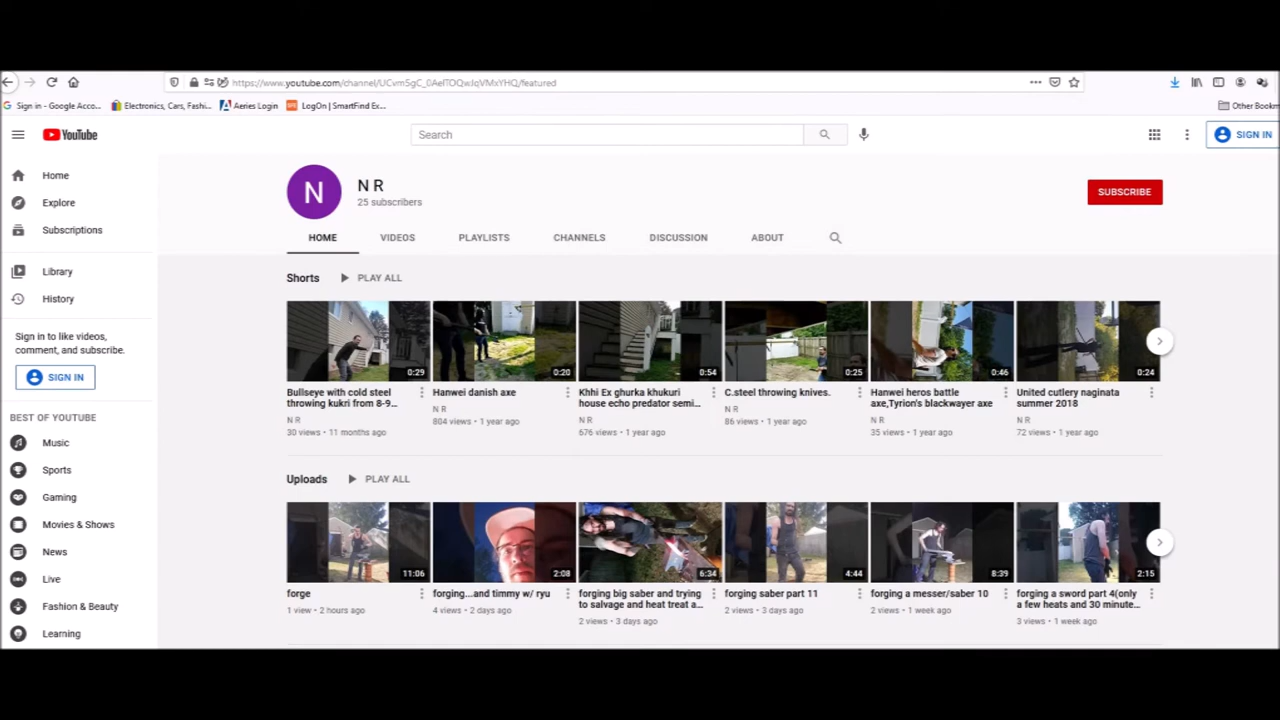 https://www.youtube.com/channel/
/featured
Sign in - Google Acco...
Electronics, Cars, Fashi...
Aeries Login
LogOn | SmartFind Ex...
Other Bookm
YouTube
Search
SIGN IN
Home
Explore
Subscriptions
Library
History
Sign in to like videos,
comment, and subscribe.
SIGN IN
BEST OF YOUTUBE
Music
Sports
Gaming
Movies & Shows
News
Live
Fashion & Beauty
Learning
N
N R
25 subscribers
SUBSCRIBE
HOME
VIDEOS
PLAYLISTS
CHANNELS
DISCUSSION
ABOUT
Shorts
PLAY ALL
0:29
Bullseye with cold steel
throwing kukri from 8-9...
N R
30 views • 11 months ago
0:20
Hanwei danish axe
N R
804 views • 1 year ago
0:54
Khhi Ex ghurka khukuri
house echo predator semi...
N R
676 views • 1 year ago
0:25
C.steel throwing knives.
N R
86 views • 1 year ago
0:46
Hanwei heros battle
axe,Tyrion's blackwayer axe
N R
35 views • 1 year ago
0:24
United cutlery naginata
summer 2018
N R
72 views • 1 year ago
Uploads
PLAY ALL
11:06
forge
1 view • 2 hours ago
2:08
forging...and timmy w/ ryu
4 views • 2 days ago
6:34
forging big saber and trying
to salvage and heat treat a...
2 views • 3 days ago
4:44
forging saber part 11
2 views • 3 days ago
8:39
forging a messer/saber 10
2 views • 1 week ago
2:15
forging a sword part 4(only
a few heats and 30 minute...
3 views • 1 week ago